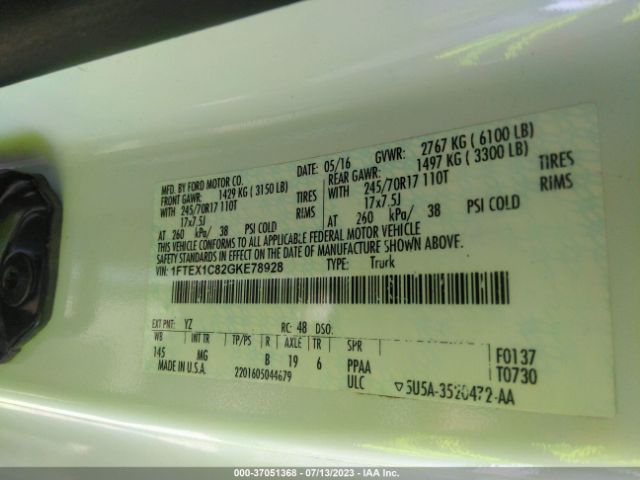 MFD. BY FORD MOTOR CO.
DATE: 05/16 GVWR: 2767 KG ( 6100 LB)
FRONT GAWR: 1429 KG ( 3150 LB)
REAR GAWR: 1497 KG ( 3300 LB)
WITH 245/70R17 110T TIRES
WITH 245/70R17 110T TIRES
17x7.5J RIMS
17x7.5J RIMS
AT 260 kPa/ 38 PSI COLD
AT 260 kPa/ 38 PSI COLD
THIS VEHICLE CONFORMS TO ALL APPLICABLE FEDERAL MOTOR VEHICLE
SAFETY STANDARDS IN EFFECT ON THE DATE OF MANUFACTURE SHOWN ABOVE.
VIN: 1FTEX1C82GKE78928 TYPE: Truck
EXT PNT: YZ RC: 48 DSO:
WB INT TR TP/PS R AXLE TR SPR
145 MG B 19 6 PPAA
F0137
T0730
MADE IN U.S.A. 2201605044679 ULC ▽5U5A-3520472-AA
000-37051368 - 07/13/2023 - IAA Inc.